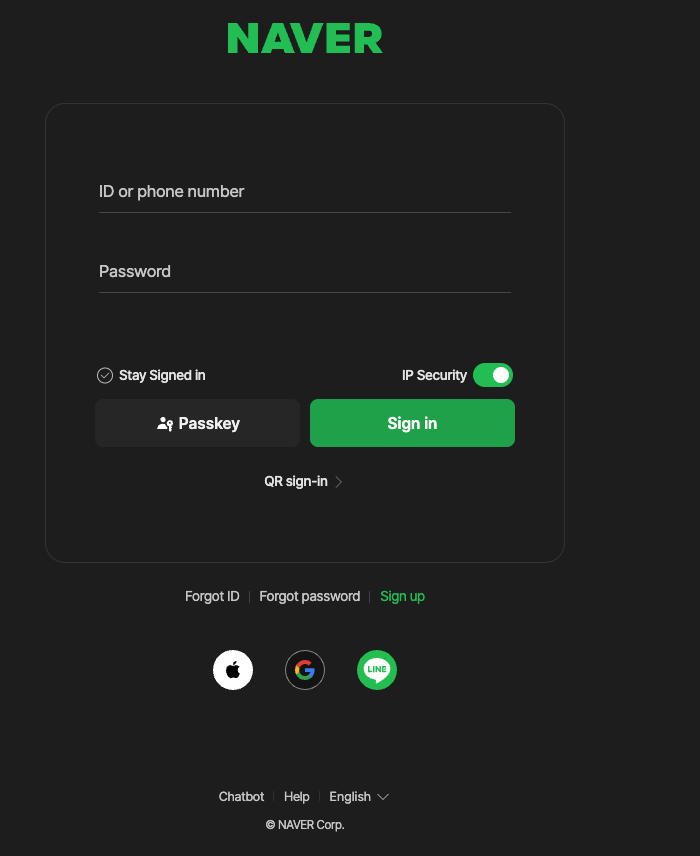 NAVER
ID or phone number
Password
Stay Signed in IP Security
Passkey Sign in
QR sign-in
Forgot ID Forgot password Sign up
LINE
Chatbot Help English
© NAVER Corp.